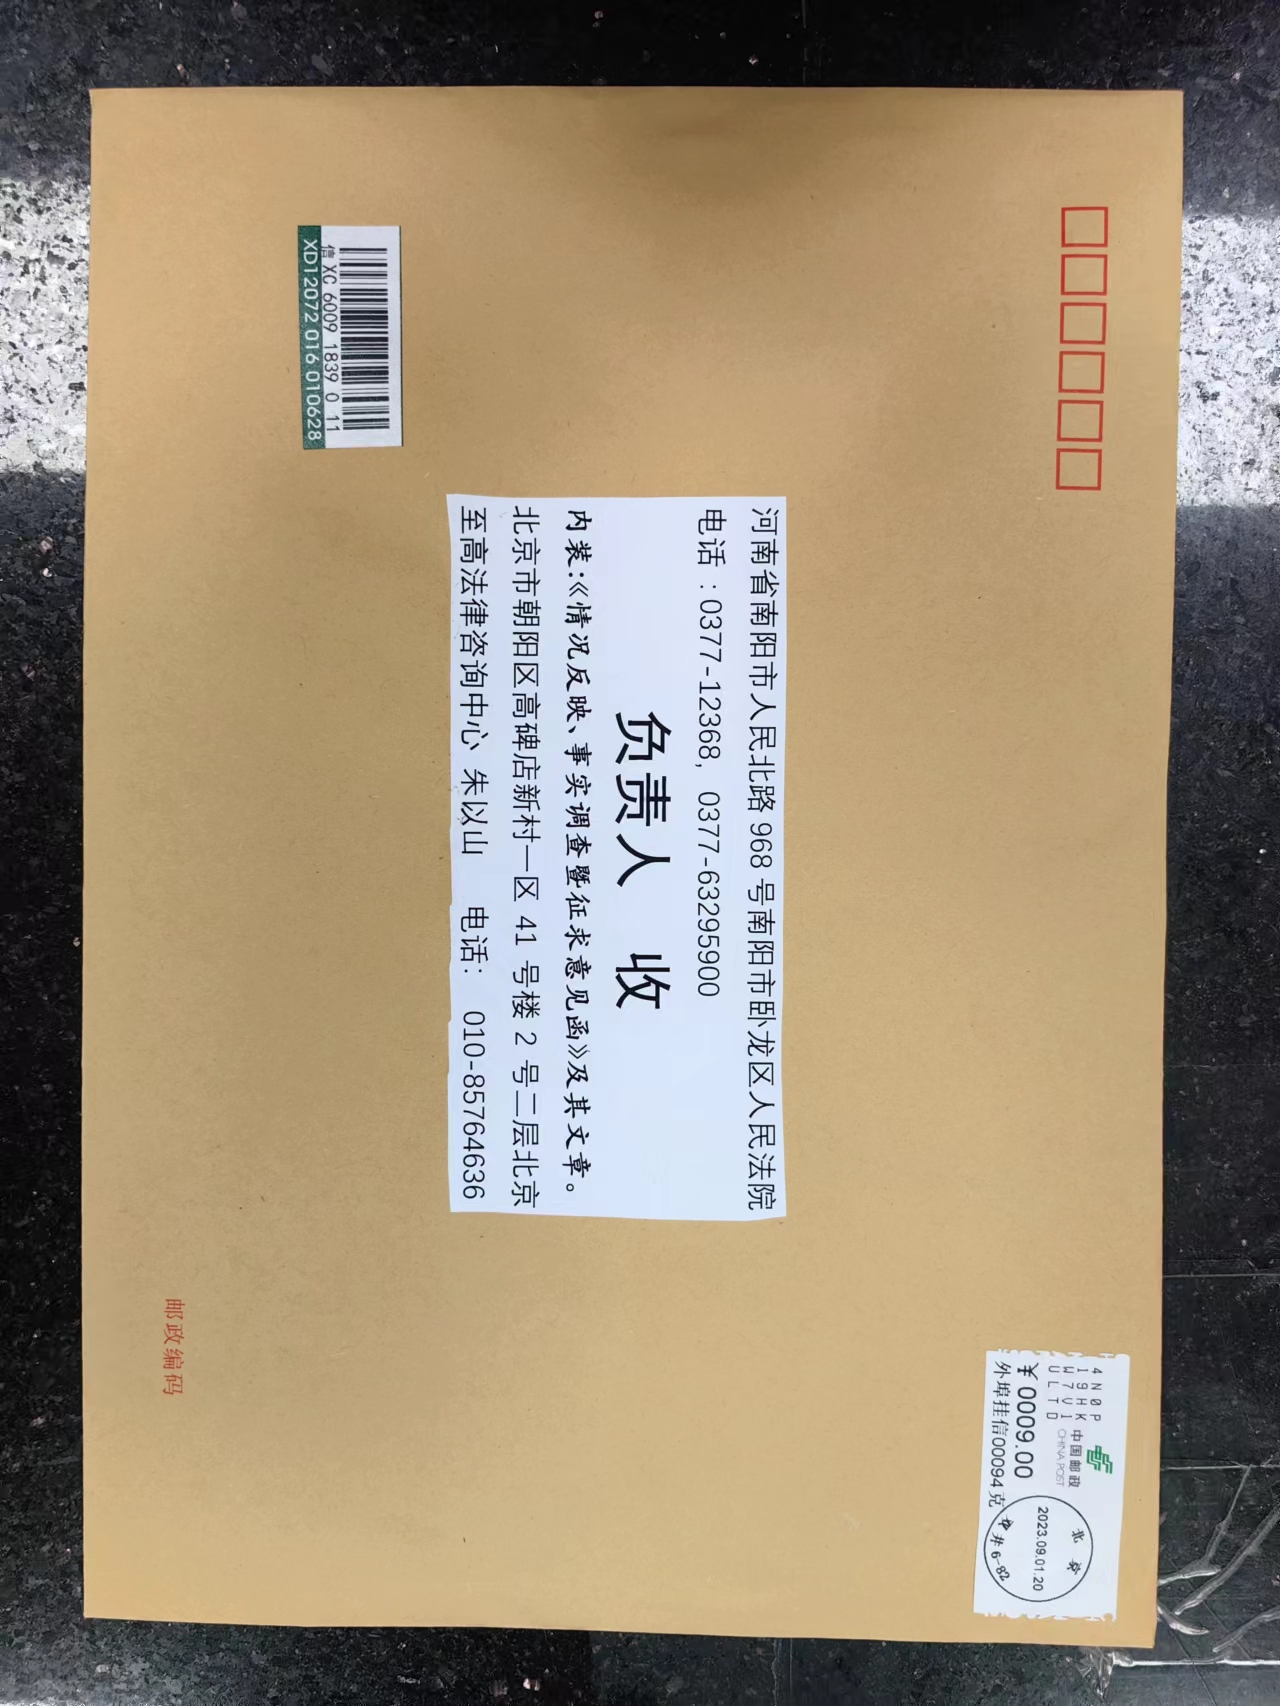 4N0P
19HK
W7V1
ULTD
中国邮政
CHINA POST
¥0009.00
外埠挂信00094克
北京
2023.09.01.20
河南省南阳市人民北路 968 号南阳市卧龙区人民法院
电话:0377-12368,0377-63295900
负责人 收
内装:《情况反映、事实调查暨征求意见函》及其文章。
北京市朝阳区高碑店新村一区 41 号楼 2 号二层北京
至高法律咨询中心 朱以山 电话: 010-85764636
信 XC 6009 1839 0 11
XD12072 016 010628
邮政编码